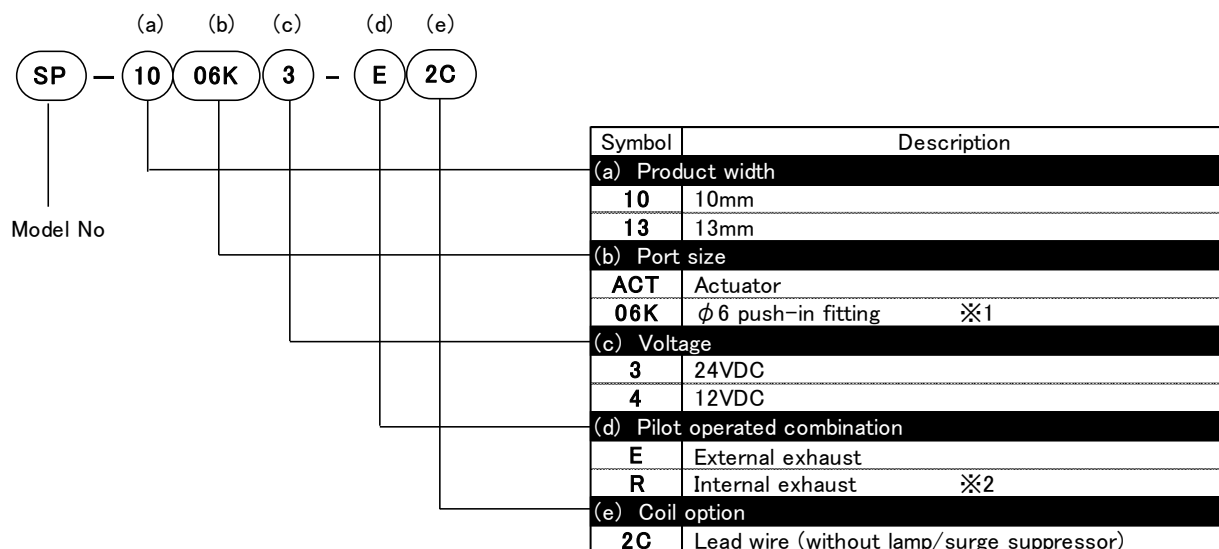 (a) (b) (c) (d) (e)
SP - 10 06K 3 - E 2C
Model No
Symbol Description
(a) Product width
10 10mm
13 13mm
(b) Port size
ACT Actuator
06K φ6 push-in fitting ※1
(c) Voltage
3 24VDC
4 12VDC
(d) Pilot operated combination
E External exhaust
R Internal exhaust ※2
(e) Coil option
2C Lead wire (without lamp/surge suppressor)